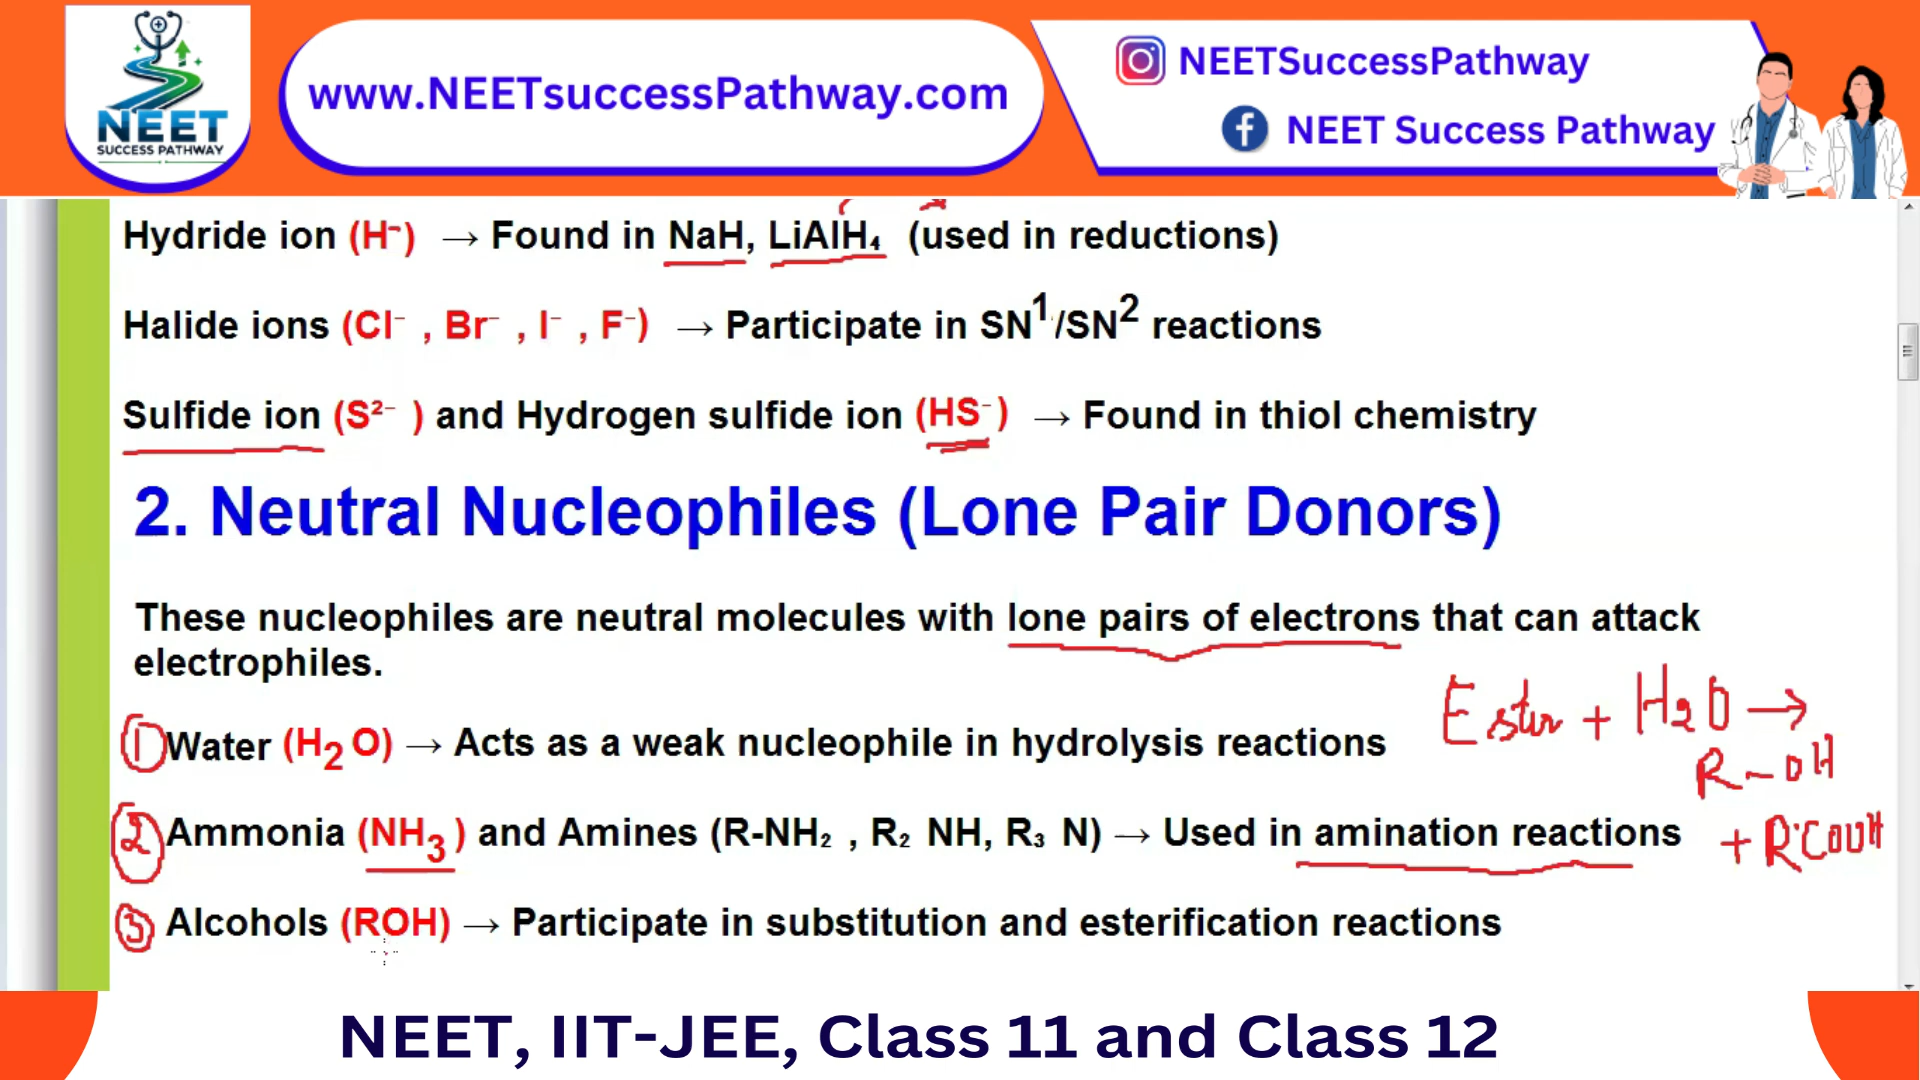 NEET
SUCCESS PATHWAY
www.NEETsuccessPathway.com
NEETSuccessPathway
NEET Success Pathway
Hydride ion (H⁻) → Found in NaH, LiAlH₄ (used in reductions)
Halide ions (Cl⁻ , Br⁻ , I⁻ , F⁻) → Participate in SN¹/SN² reactions
Sulfide ion (S²⁻ ) and Hydrogen sulfide ion (HS⁻ ) → Found in thiol chemistry
2. Neutral Nucleophiles (Lone Pair Donors)
These nucleophiles are neutral molecules with lone pairs of electrons that can attack
electrophiles.
Ester + H₂O →
R-OH
+ R'COOH
① Water (H₂O) → Acts as a weak nucleophile in hydrolysis reactions
② Ammonia (NH₃ ) and Amines (R-NH₂ , R₂ NH, R₃ N) → Used in amination reactions
③ Alcohols (ROH) → Participate in substitution and esterification reactions
NEET, IIT-JEE, Class 11 and Class 12